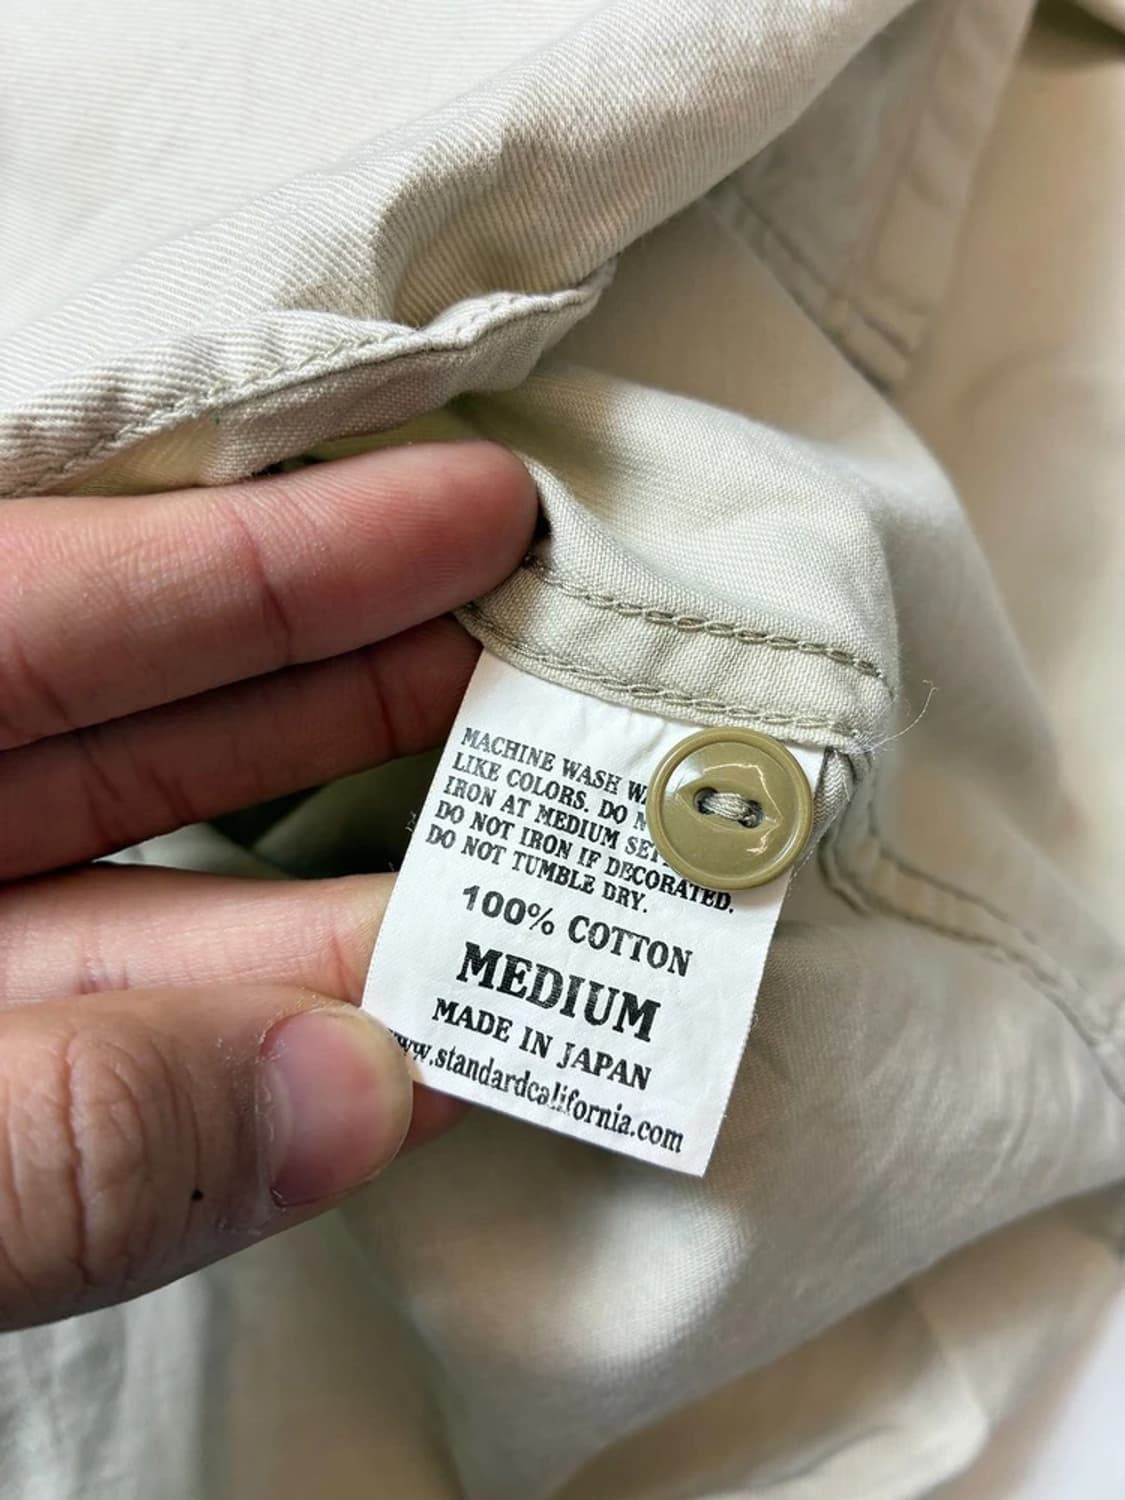 MACHINE WASH
LIKE COLORS. DO
IRON AT MEDIUM
DO NOT IRON IF DECORATED.
DO NOT TUMBLE DRY.
100% COTTON
MEDIUM
MADE IN JAPAN
www.standardcalifornia.com